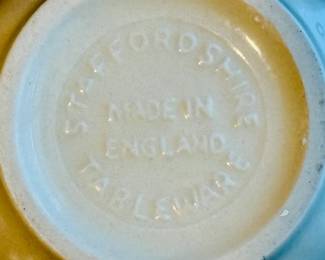 STAFFORDSHIRE
MADE IN
ENGLAND
TABLEWARE